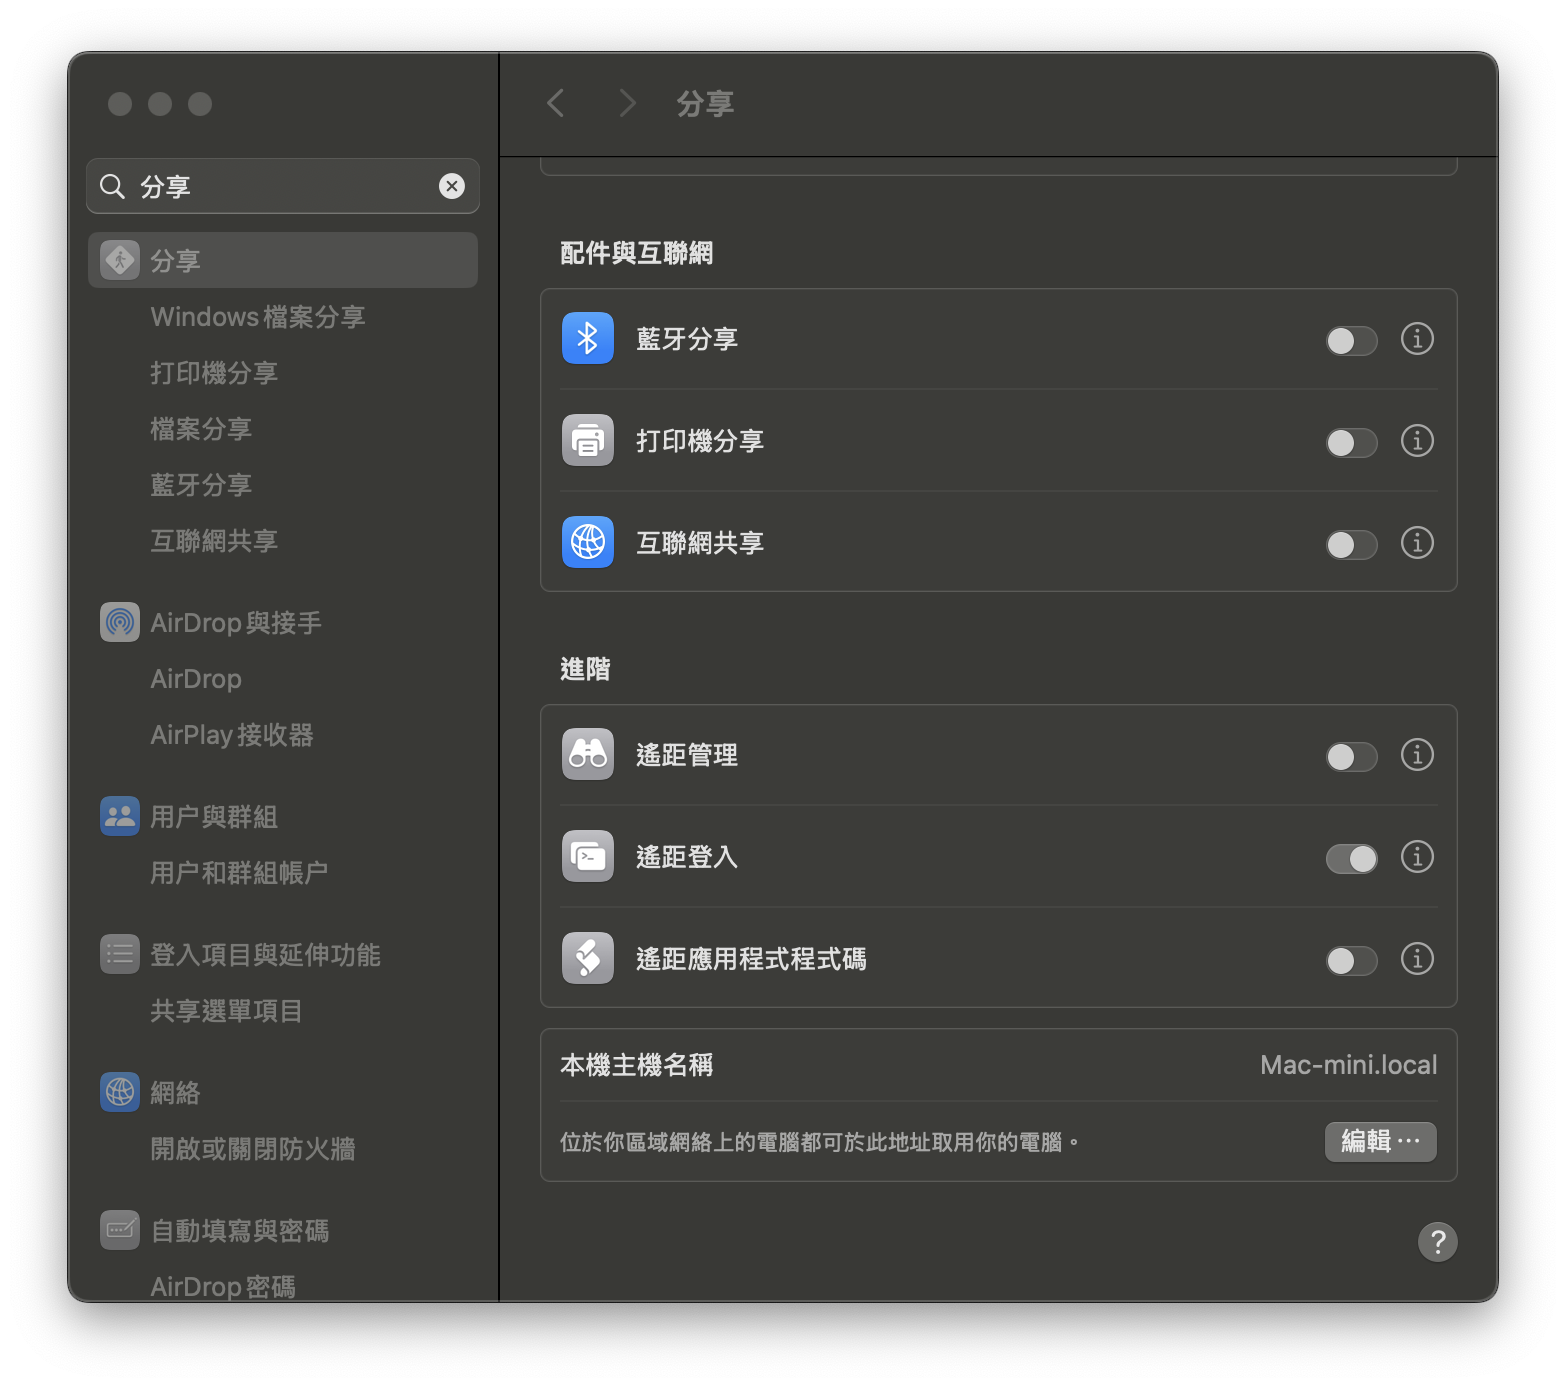 分享
分享
Windows檔案分享
打印機分享
檔案分享
藍牙分享
互聯網共享
AirDrop與接手
AirDrop
AirPlay接收器
用户與群組
用户和群組帳户
登入項目與延伸功能
共享選單項目
網絡
開啟或關閉防火牆
自動填寫與密碼
AirDrop密碼
分享
配件與互聯網
藍牙分享
打印機分享
互聯網共享
進階
遙距管理
遙距登入
遙距應用程式程式碼
本機主機名稱
Mac-mini.local
位於你區域網絡上的電腦都可於此地址取用你的電腦。
編輯⋯
?